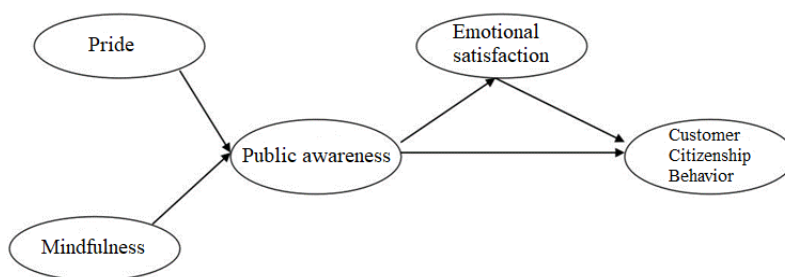 Pride
Emotional
satisfaction
Public awareness
Customer
Citizenship
Behavior
Mindfulness